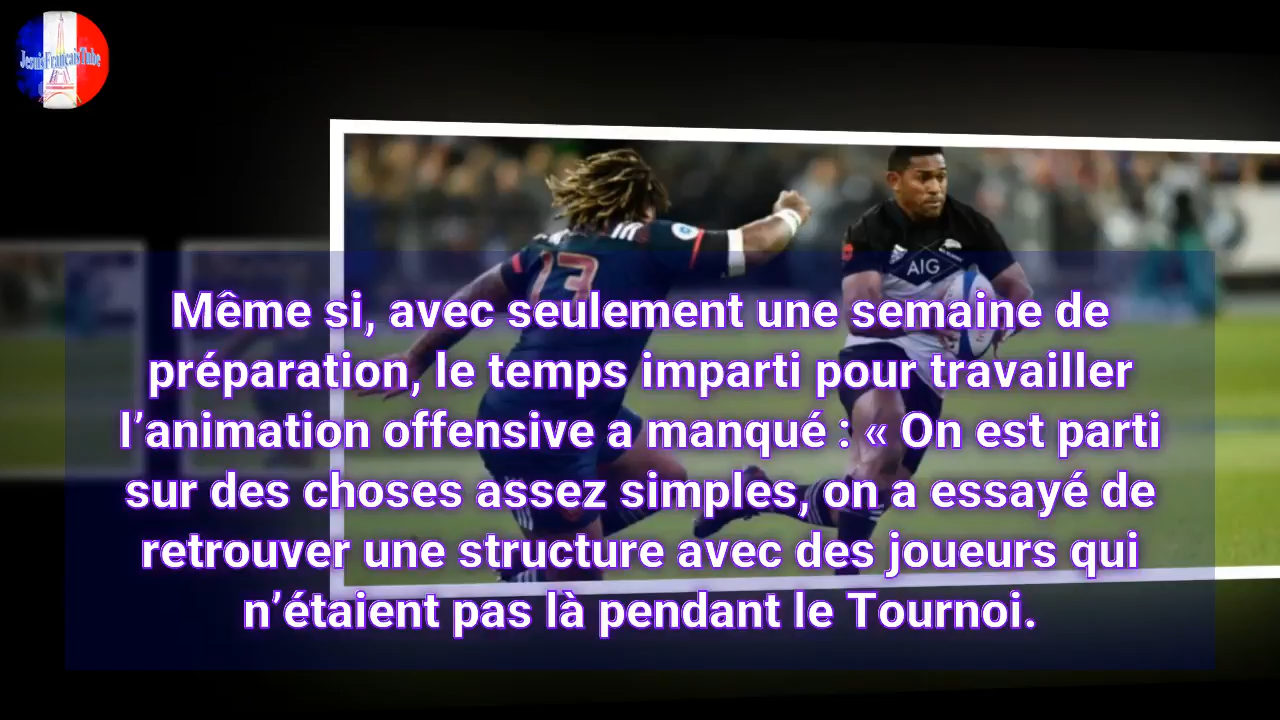 JesuisFrançaisTube
13
AIG
Même si, avec seulement une semaine de
préparation, le temps imparti pour travailler
l’animation offensive a manqué : « On est parti
sur des choses assez simples, on a essayé de
retrouver une structure avec des joueurs qui
n’étaient pas là pendant le Tournoi.